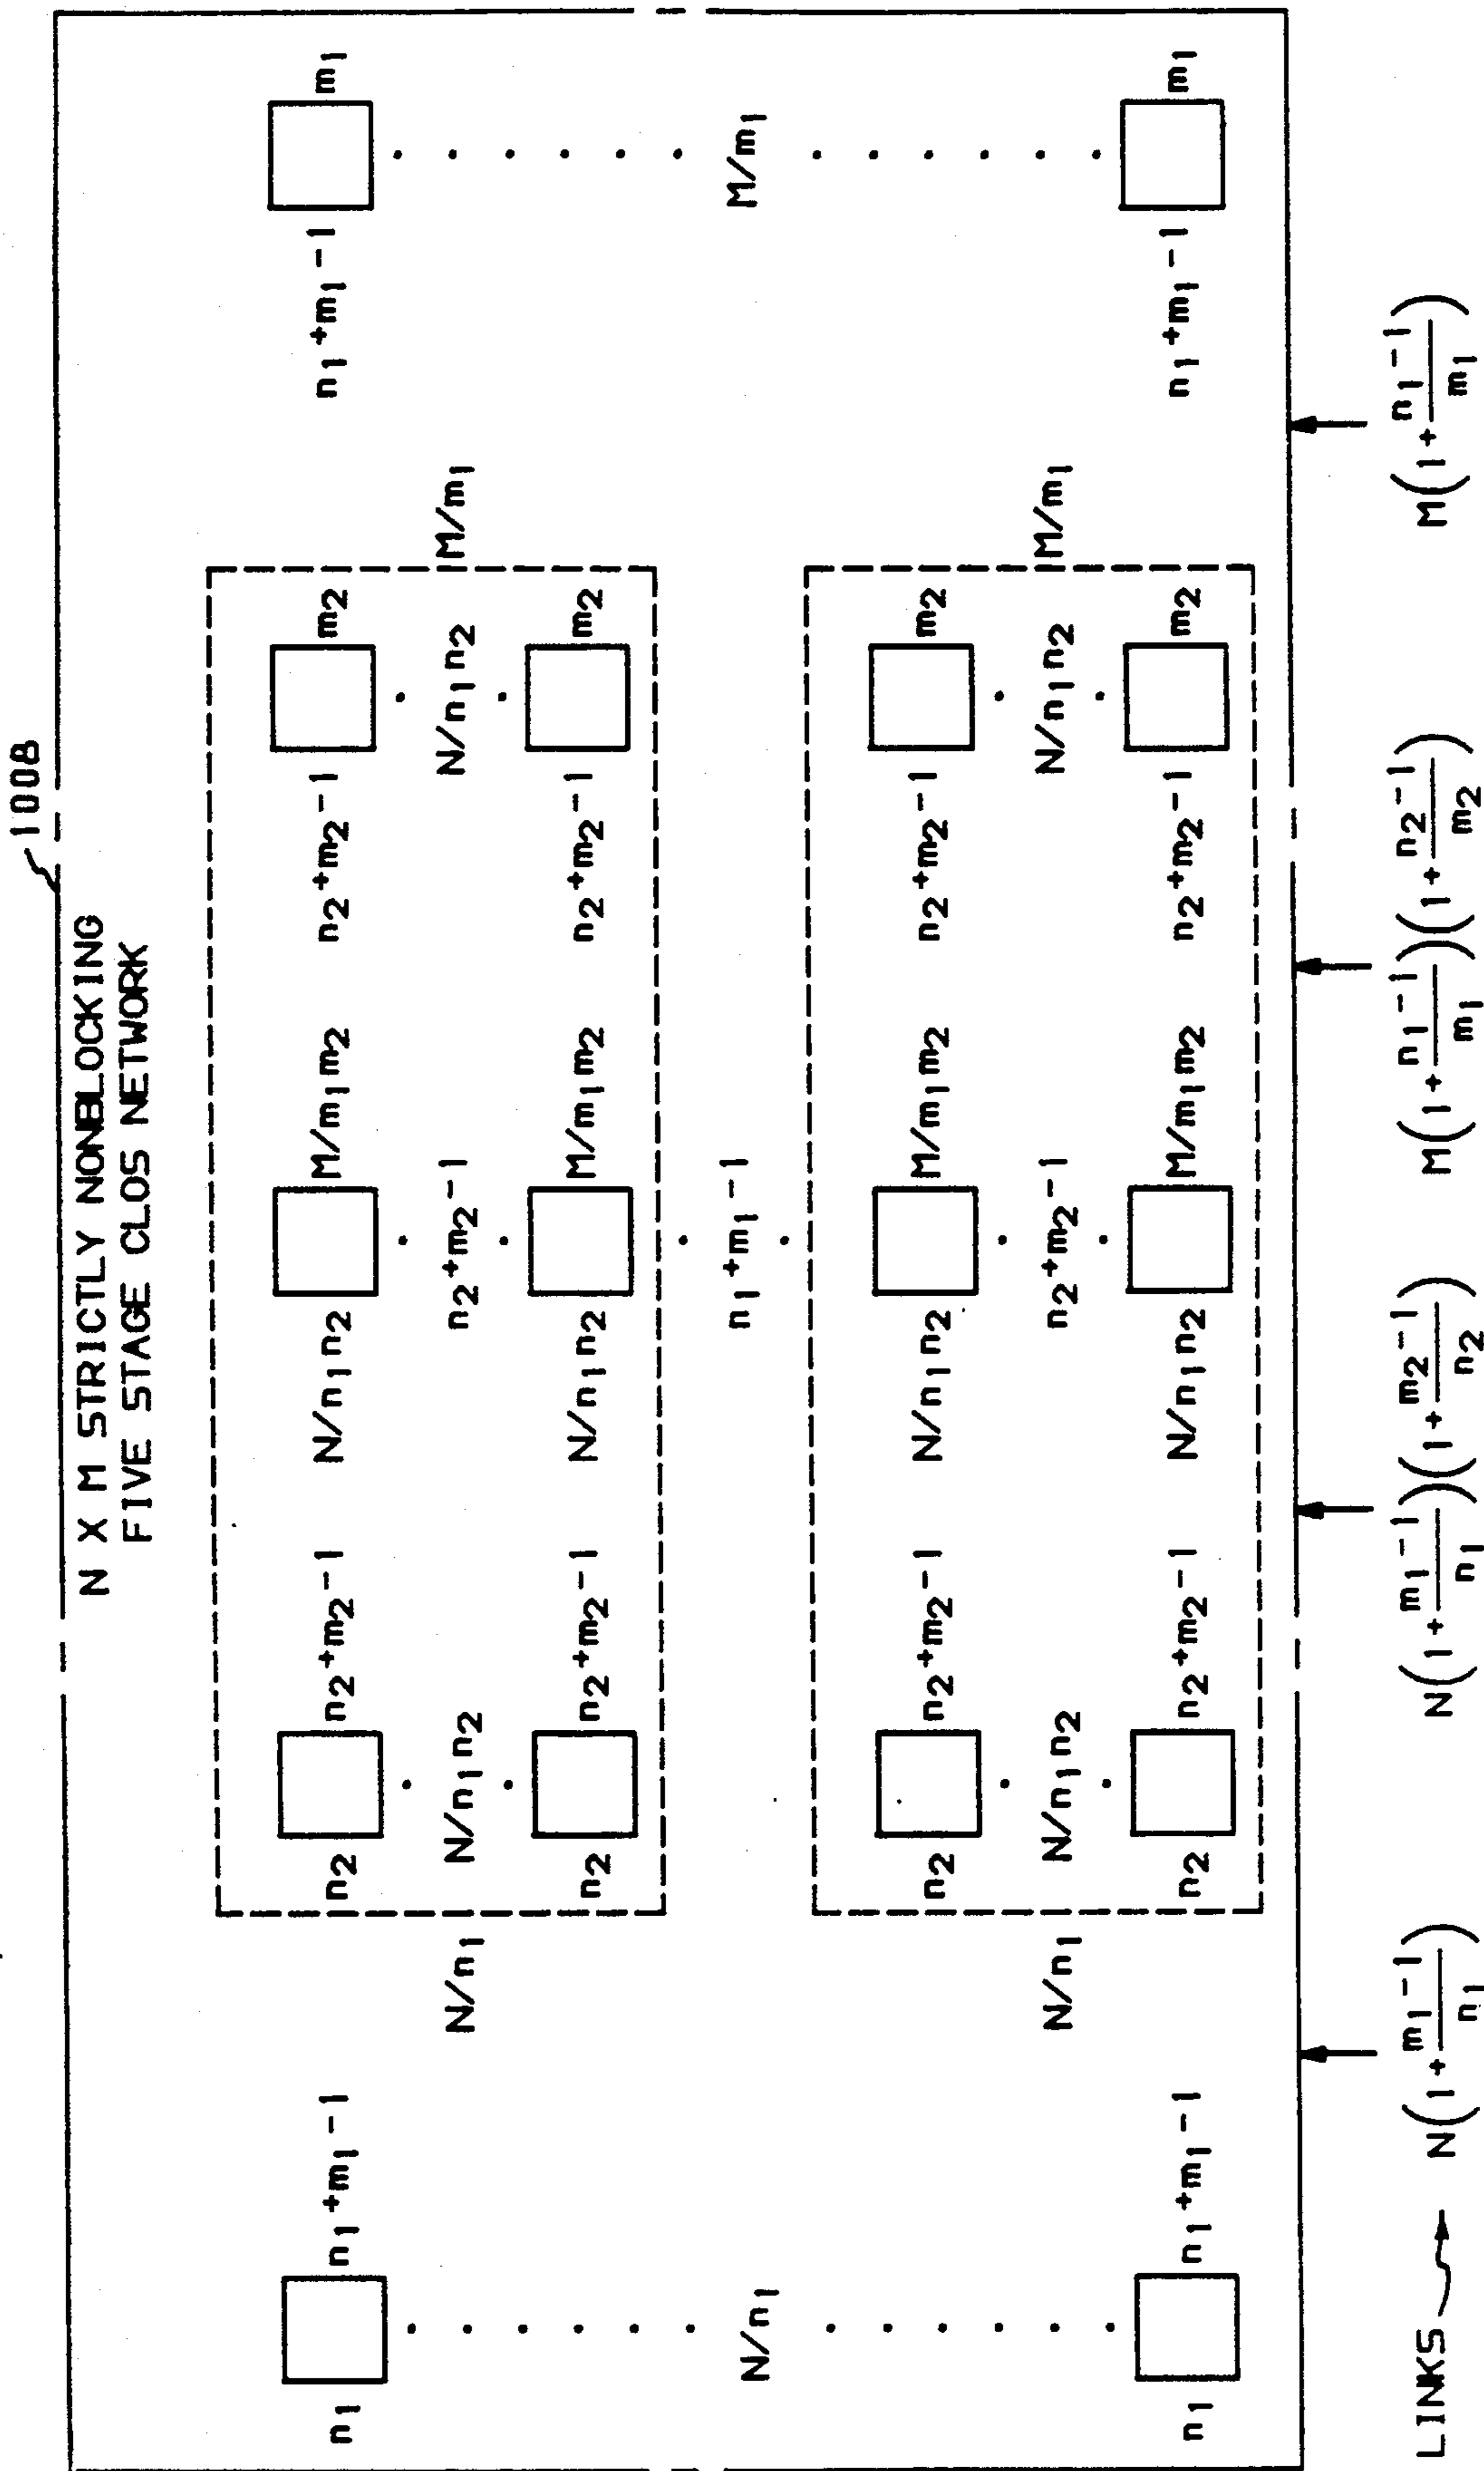 1008
N X M STRICTLY NONBLOCKING
FIVE STAGE CLOS NETWORK
n1 n1+m1-1 n2 n2+m2-1 N/n1n2 M/m1m2 n2+m2-1 m2 n1+m1-1 m1
N/n1 N/n1n2 n2+m2-1 N/n1n2 M/m1
n2 n2+m2-1 N/n1n2 M/m1m2 n2+m2-1 m2
N/n1 n1+m1-1 M/m1
n2 n2+m2-1 N/n1n2 M/m1m2 n2+m2-1 m2
N/n1 N/n1n2 n2+m2-1 N/n1n2 M/m1
n1 n1+m1-1 n2 n2+m2-1 N/n1n2 M/m1m2 n2+m2-1 m2 n1+m1-1 m1
LINKS N(1+(m1-1)/n1) N(1+(m1-1)/n1)(1+(m2-1)/n2) M(1+(n1-1)/m1)(1+(n2-1)/m2) M(1+(n1-1)/m1)